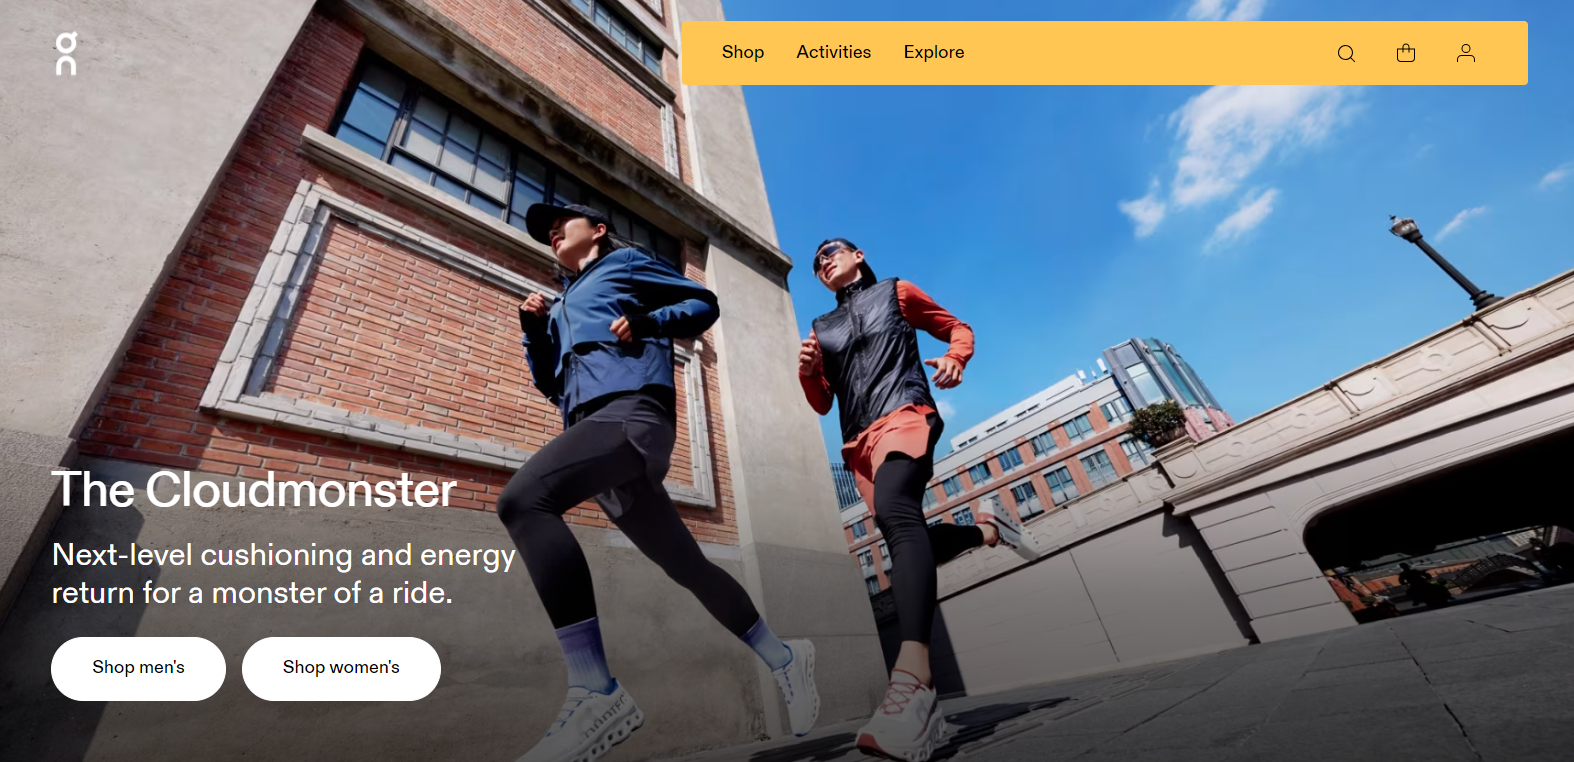 On
Shop
Activities
Explore
The Cloudmonster
Next-level cushioning and energy
return for a monster of a ride.
Shop men's
Shop women's